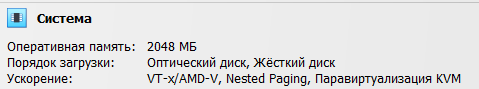 Система
Оперативная память: 2048 МБ
Порядок загрузки: Оптический диск, Жёсткий диск
Ускорение: VT-x/AMD-V, Nested Paging, Паравиртуализация KVM